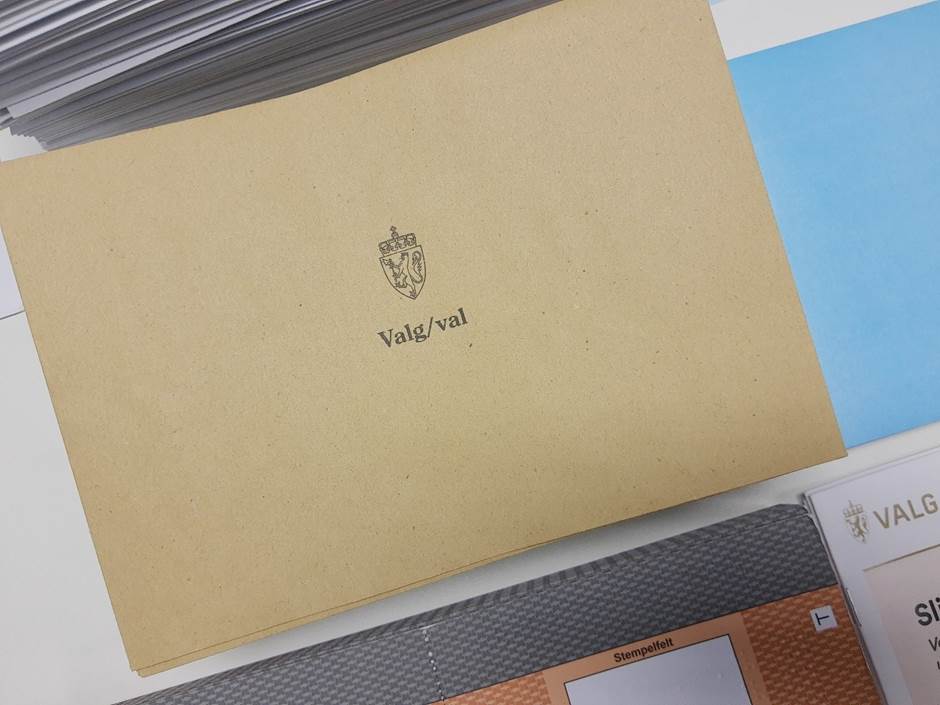 Valg/val
VALG
Stempelfelt
T